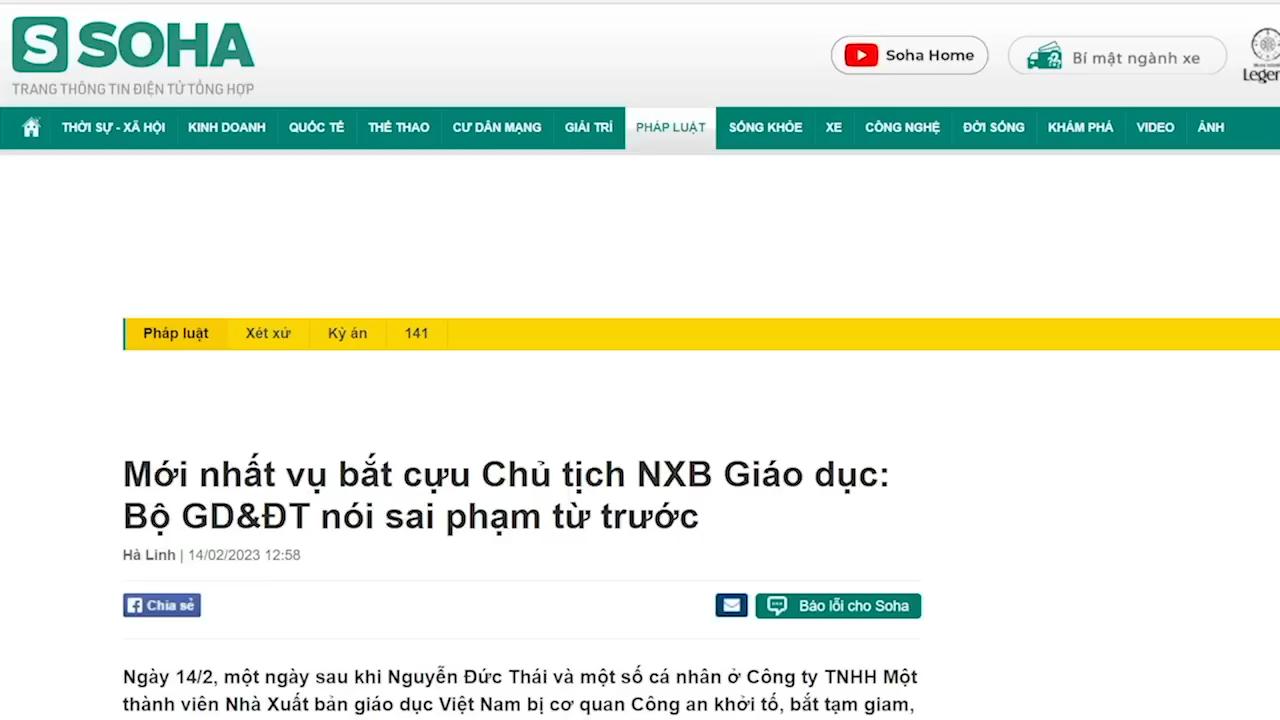 S SOHA
TRANG THÔNG TIN ĐIỆN TỬ TỔNG HỢP
Soha Home
Bí mật ngành xe
THỜI SỰ - XÃ HỘI KINH DOANH QUỐC TẾ THỂ THAO CƯ DÂN MẠNG GIẢI TRÍ PHÁP LUẬT SỐNG KHỎE XE CÔNG NGHỆ ĐỜI SỐNG KHÁM PHÁ VIDEO ẢNH
Pháp luật Xét xử Kỳ án 141
Mới nhất vụ bắt cựu Chủ tịch NXB Giáo dục:
Bộ GD&ĐT nói sai phạm từ trước
Hà Linh | 14/02/2023 12:58
Chia sẻ
Báo lỗi cho Soha
Ngày 14/2, một ngày sau khi Nguyễn Đức Thái và một số cá nhân ở Công ty TNHH Một
thành viên Nhà Xuất bản giáo dục Việt Nam bị cơ quan Công an khởi tố, bắt tạm giam,